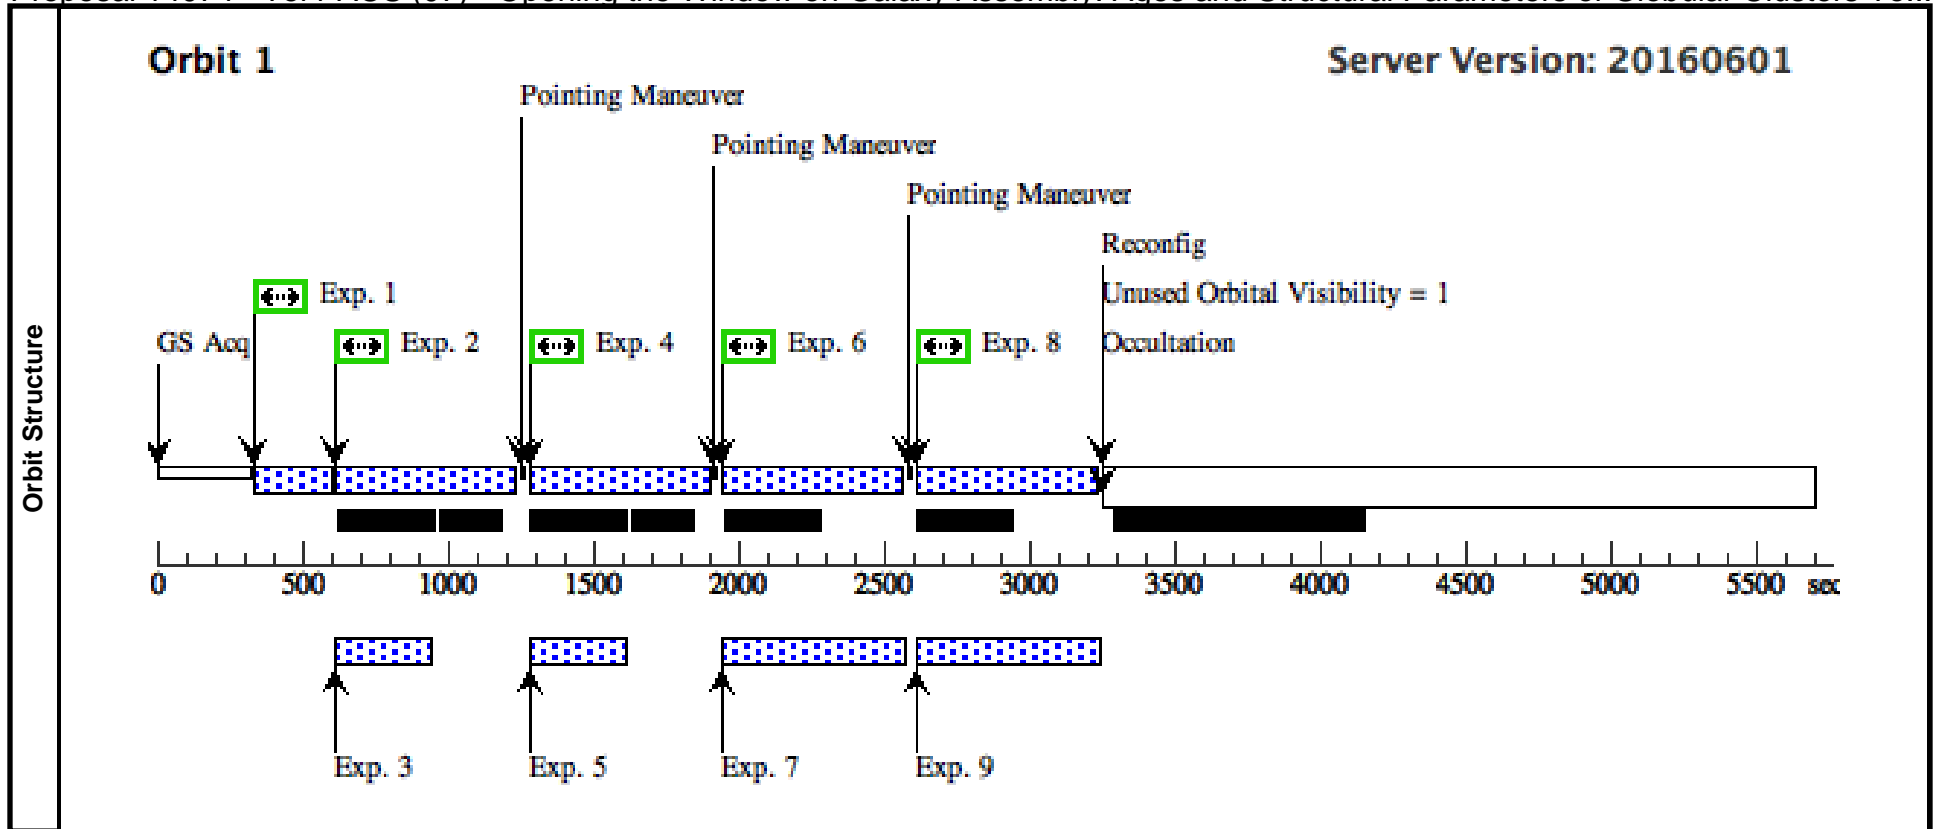 Orbit 1
Server Version: 20160601
Pointing Maneuver
Pointing Maneuver
Pointing Maneuver
Reconfig
Exp. 1
Unused Orbital Visibility = 1
GS Acq
Exp. 2
Exp. 4
Exp. 6
Exp. 8
Occultation
Orbit Structure
0 500 1000 1500 2000 2500 3000 3500 4000 4500 5000 5500 sec
Exp. 3
Exp. 5
Exp. 7
Exp. 9